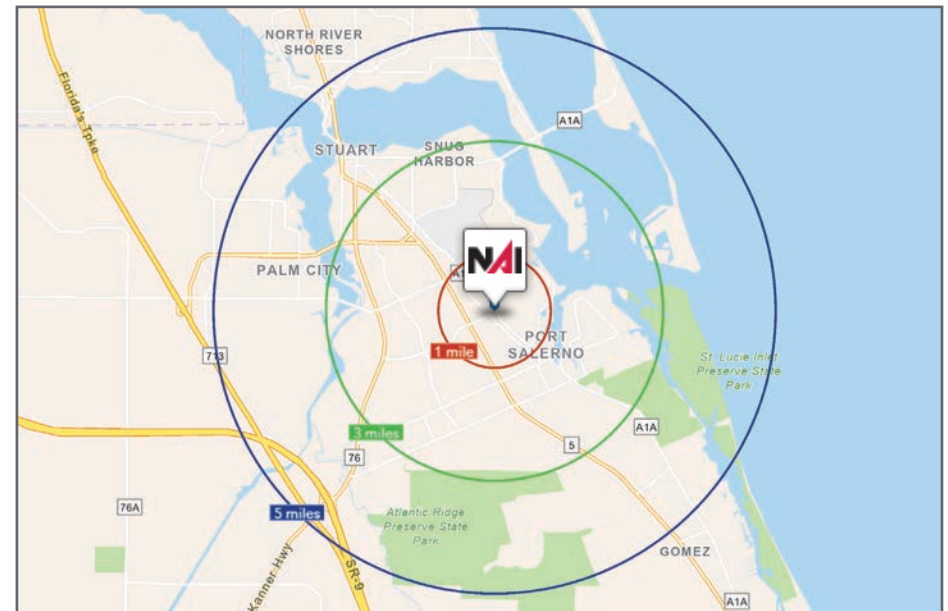 NORTH RIVER
SHORES
Florida's Tpke
A1A
STUART
SNUG
HARBOR
NAI
PALM CITY
PORT
SALERNO
1 mile
713
St. Lucie Inlet
Preserve State
Park
3 miles
A1A
5
76
76A
5 miles
Atlantic Ridge
Preserve State
Park
GOMEZ
Kanner Hwy
SR-9
A1A